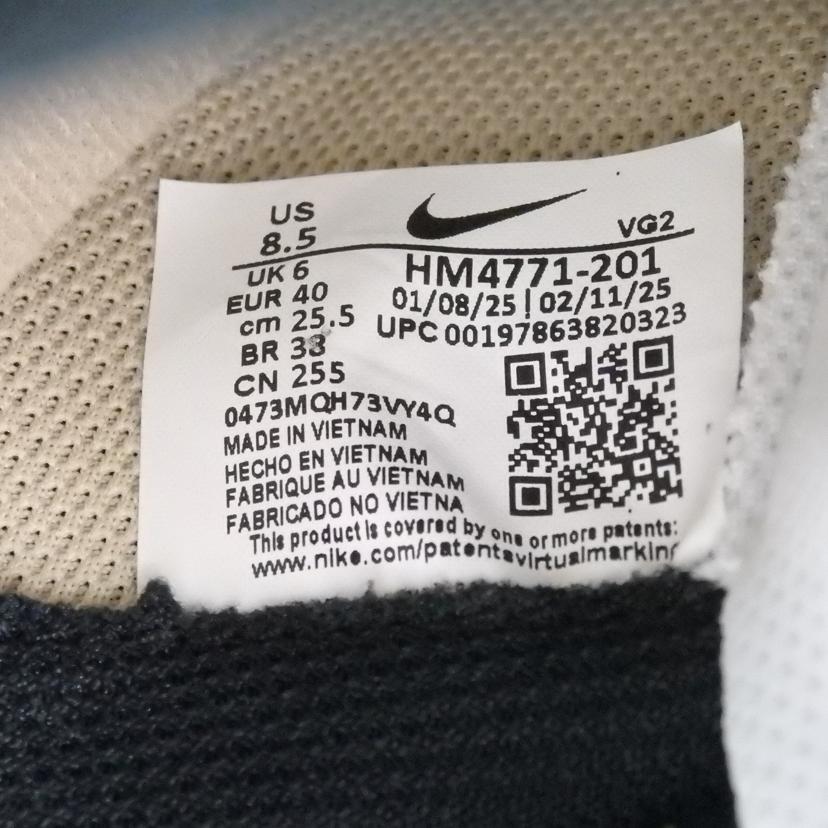 US
8.5
VG2
UK 6
EUR 40
cm 25.5
BR 38
CN 255
HM4771-201
01/08/25 | 02/11/25
UPC 00197863820323
0473MQH73VY4Q
MADE IN VIETNAM
HECHO EN VIETNAM
FABRIQUE AU VIETNAM
FABRICADO NO VIETNA
This product is covered by one or more patents:
www.nike.com/patentsvirtualmarking